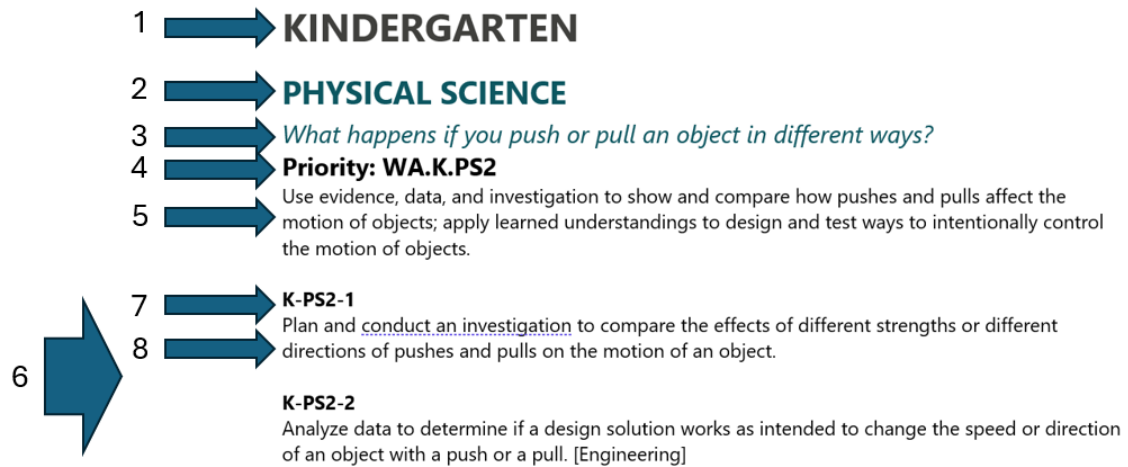 1 KINDERGARTEN
2 PHYSICAL SCIENCE
3 What happens if you push or pull an object in different ways?
4 Priority: WA.K.PS2
Use evidence, data, and investigation to show and compare how pushes and pulls affect the
5 motion of objects; apply learned understandings to design and test ways to intentionally control
the motion of objects.
7 K-PS2-1
Plan and conduct an investigation to compare the effects of different strengths or different
8 directions of pushes and pulls on the motion of an object.
6
K-PS2-2
Analyze data to determine if a design solution works as intended to change the speed or direction
of an object with a push or a pull. [Engineering]